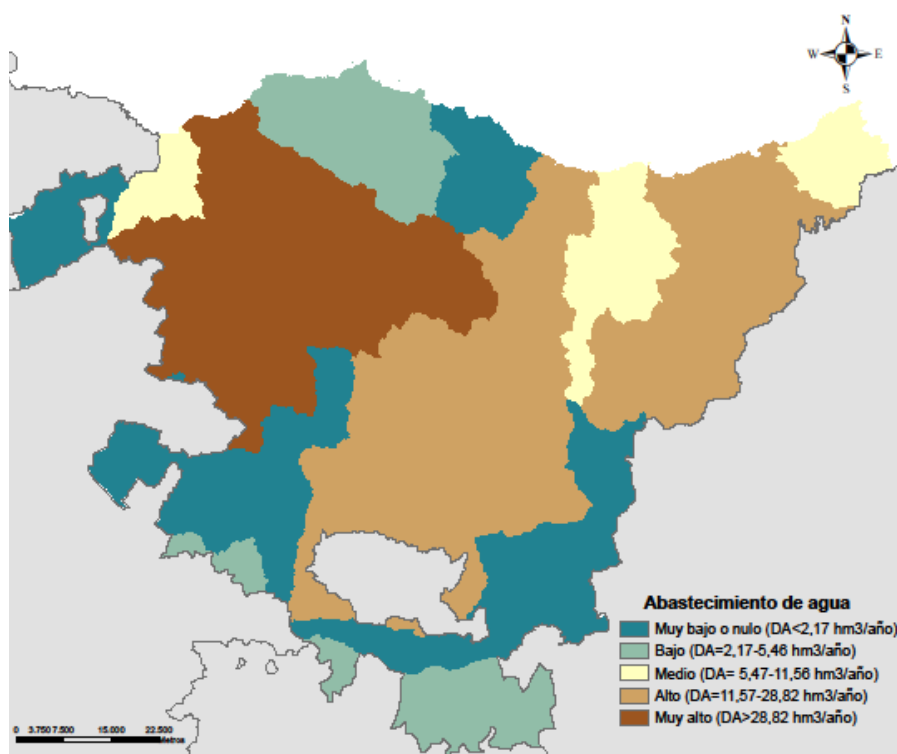 N
W E
S
Abastecimiento de agua
Muy bajo o nulo (DA<2,17 hm3/año)
Bajo (DA=2,17-5,46 hm3/año)
Medio (DA= 5,47-11,56 hm3/año)
Alto (DA=11,57-28,82 hm3/año)
Muy alto (DA>28,82 hm3/año)
0 3.750 7.500 15.000 22.500